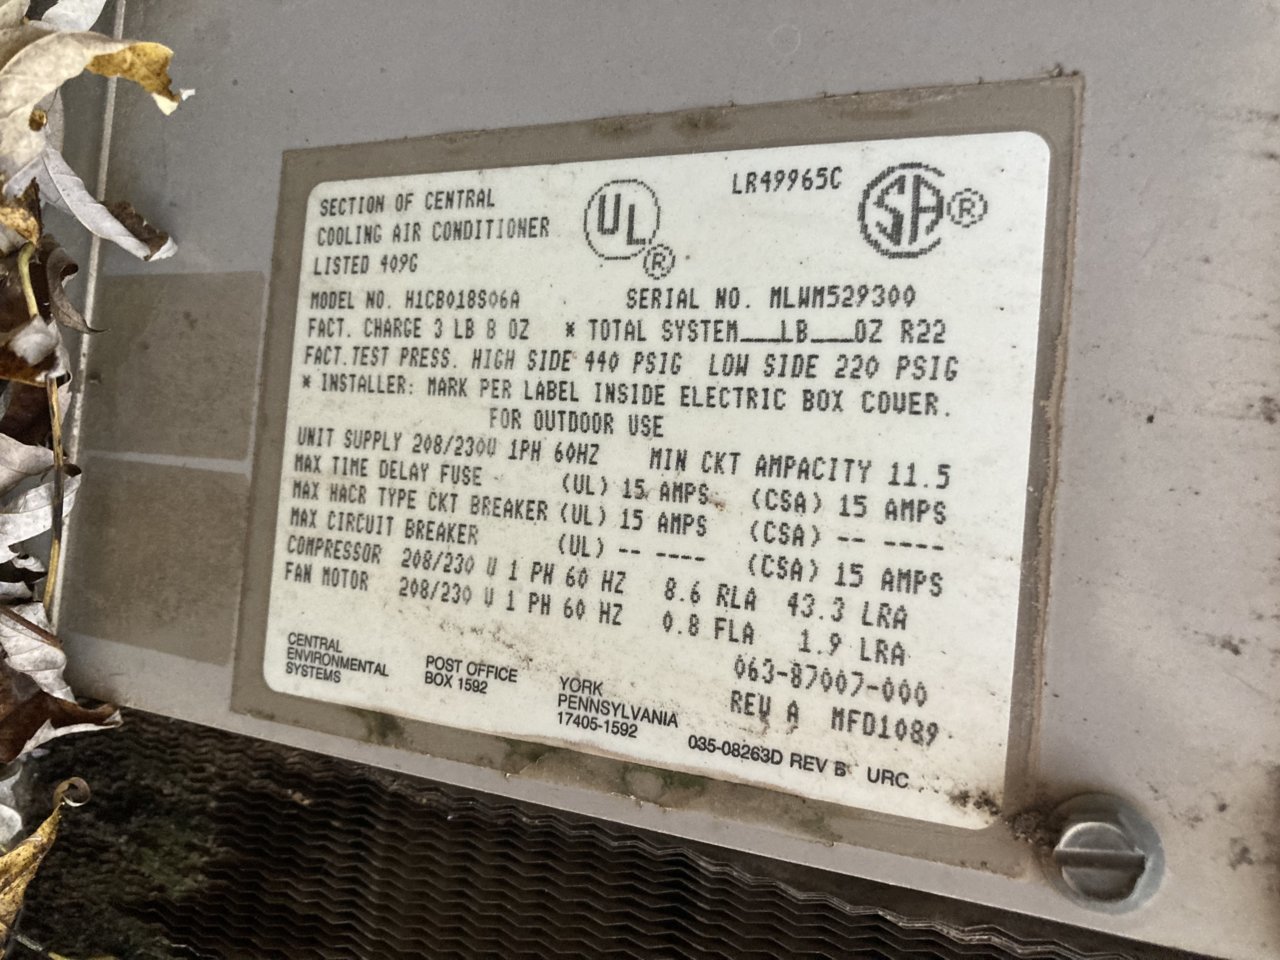 SECTION OF CENTRAL
COOLING AIR CONDITIONER
LISTED 409G
UL ®
LR49965C
SA ®
MODEL NO. H1CB018S06A SERIAL NO. MLWM529300
FACT. CHARGE 3 LB 8 OZ * TOTAL SYSTEM___LB___OZ R22
FACT.TEST PRESS. HIGH SIDE 440 PSIG LOW SIDE 220 PSIG
* INSTALLER: MARK PER LABEL INSIDE ELECTRIC BOX COVER.
FOR OUTDOOR USE
UNIT SUPPLY 208/230V 1PH 60HZ MIN CKT AMPACITY 11.5
MAX TIME DELAY FUSE (UL) 15 AMPS (CSA) 15 AMPS
MAX HACR TYPE CKT BREAKER (UL) 15 AMPS (CSA) -- ----
MAX CIRCUIT BREAKER (UL) -- ---- (CSA) 15 AMPS
COMPRESSOR 208/230 V 1 PH 60 HZ 8.6 RLA 43.3 LRA
FAN MOTOR 208/230 V 1 PH 60 HZ 0.8 FLA 1.9 LRA
063-87007-000
REV A MFD1089
CENTRAL
ENVIRONMENTAL
SYSTEMS
POST OFFICE
BOX 1592
YORK
PENNSYLVANIA
17405-1592
035-08263D REV B URC